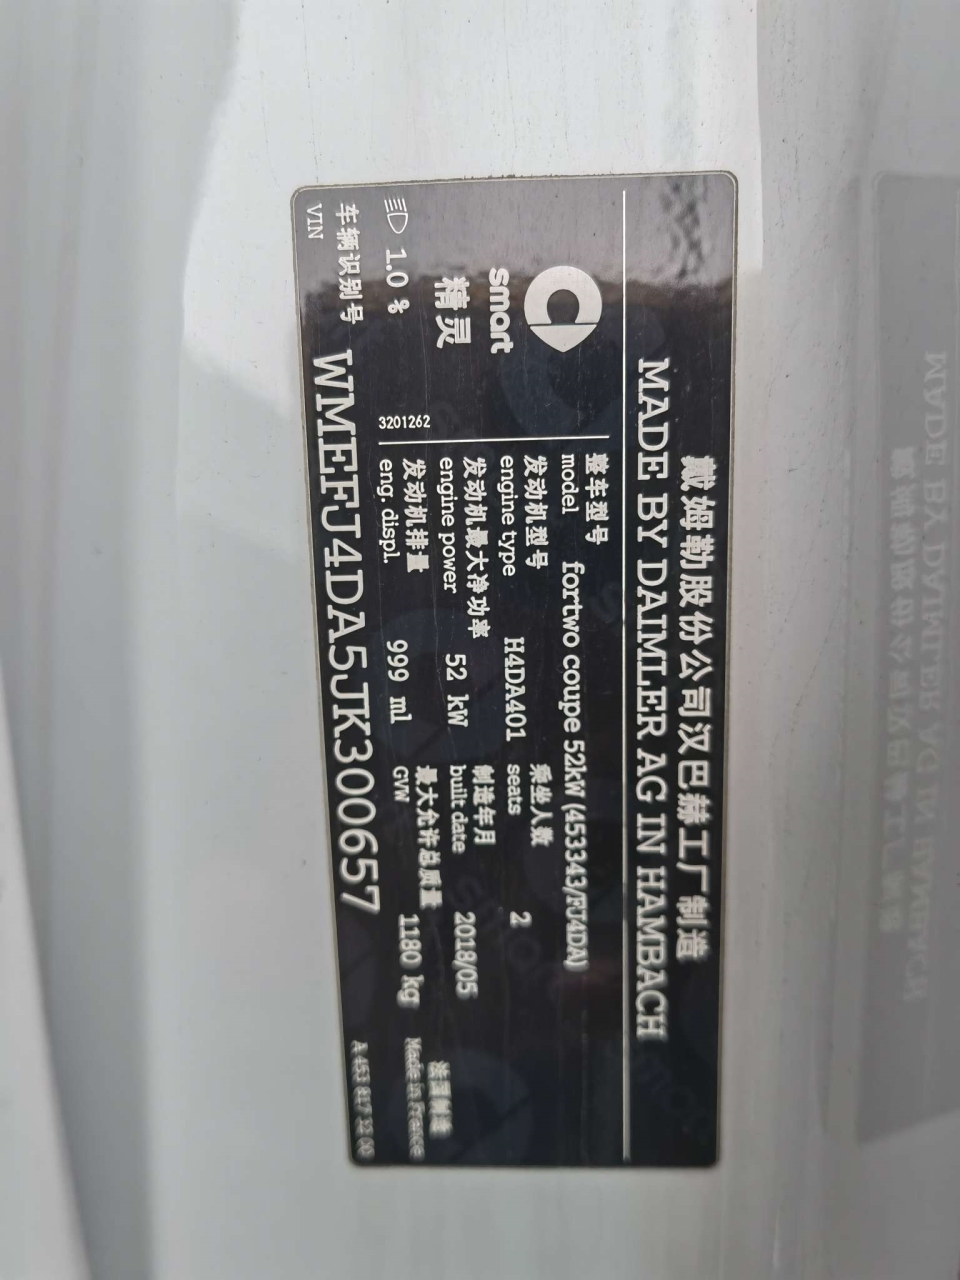 戴姆勒股份公司汉巴赫工厂制造
MADE BY DAIMLER AG IN HAMBACH
smart
精灵
1.0 %
3201262
整车型号
model fortwo coupe 52kW (453343/FJ4DA)
发动机型号 乘坐人数
engine type H4DA401 seats 2
发动机最大净功率 制造年月
engine power 52 kW built date 2018/05
发动机排量 最大允许总质量 法国制造
eng. displ. 999 ml GVW 1180 kg Made in France
车辆识别号
VIN WMEFJ4DA5JK300657
A 453 817